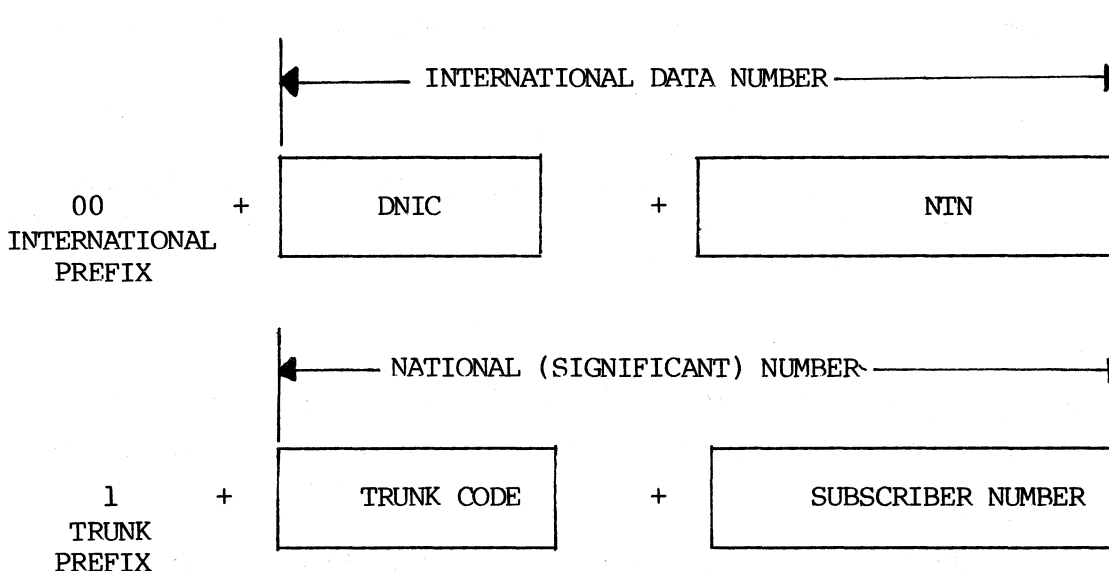 INTERNATIONAL DATA NUMBER
00 + DNIC + NTN
INTERNATIONAL
PREFIX
NATIONAL (SIGNIFICANT) NUMBER
1 + TRUNK CODE + SUBSCRIBER NUMBER
TRUNK
PREFIX